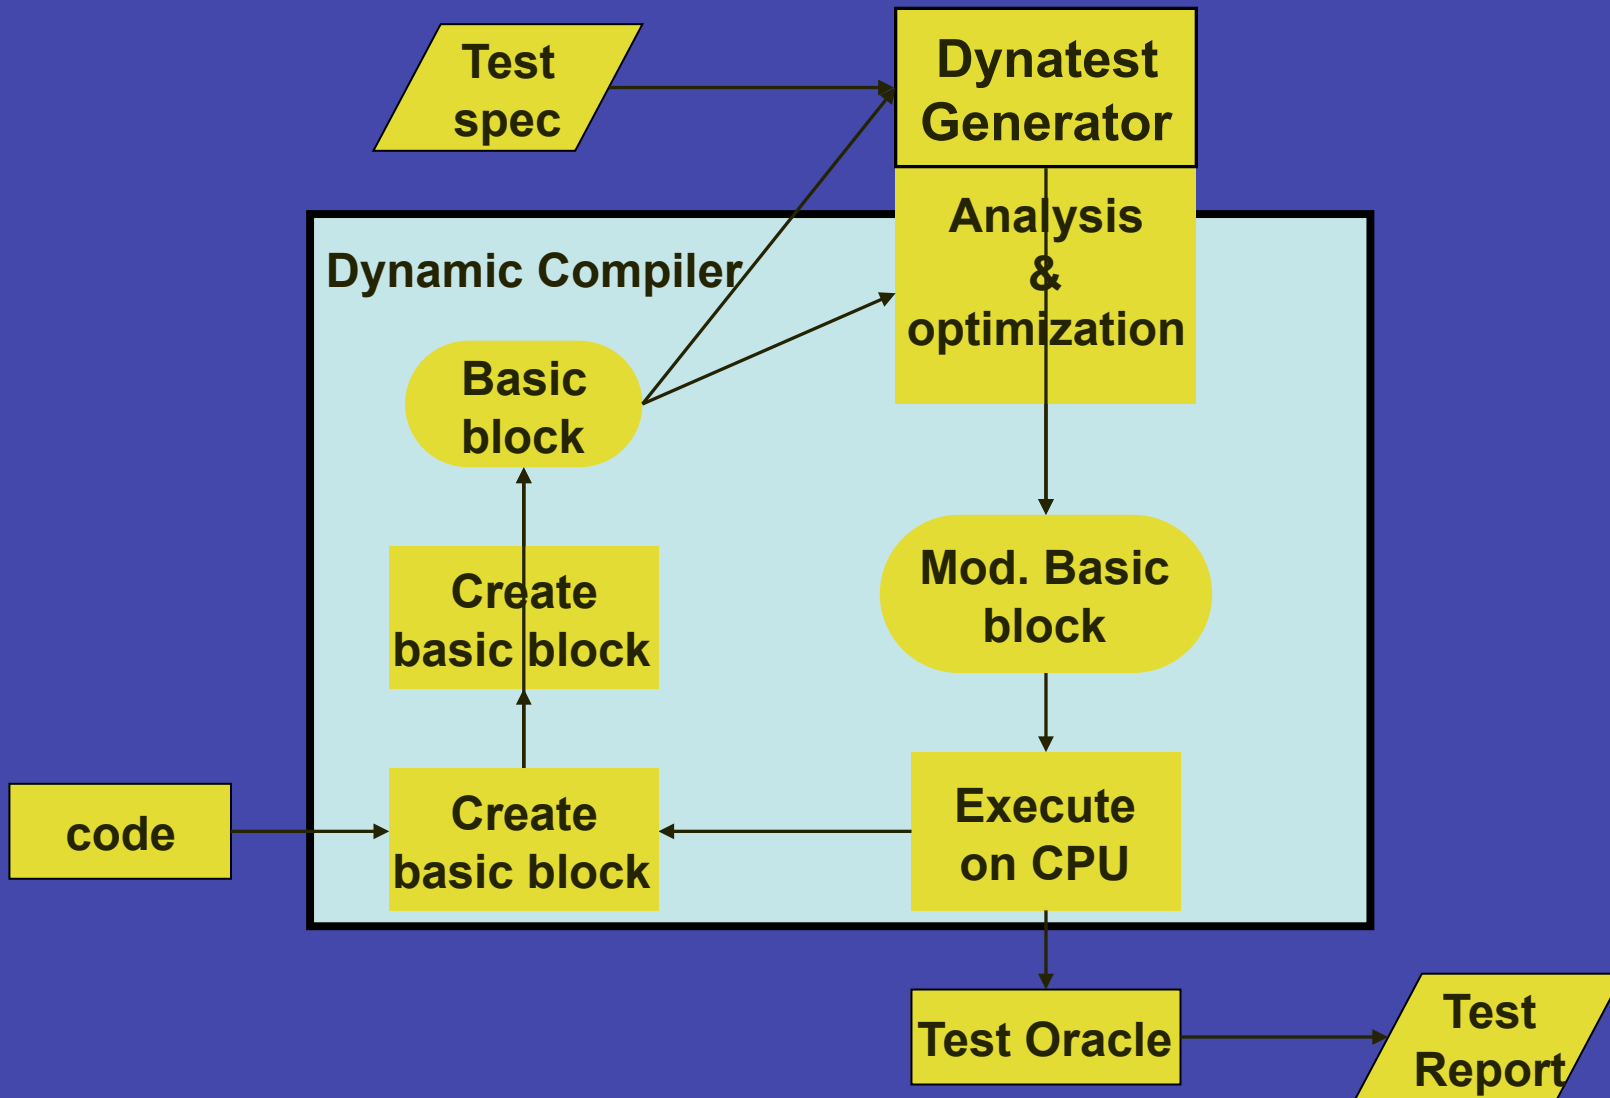 Test
spec
Dynatest
Generator
Analysis
&
optimization
Dynamic Compiler
Basic
block
Create
basic block
Mod. Basic
block
code
Create
basic block
Execute
on CPU
Test Oracle
Test
Report